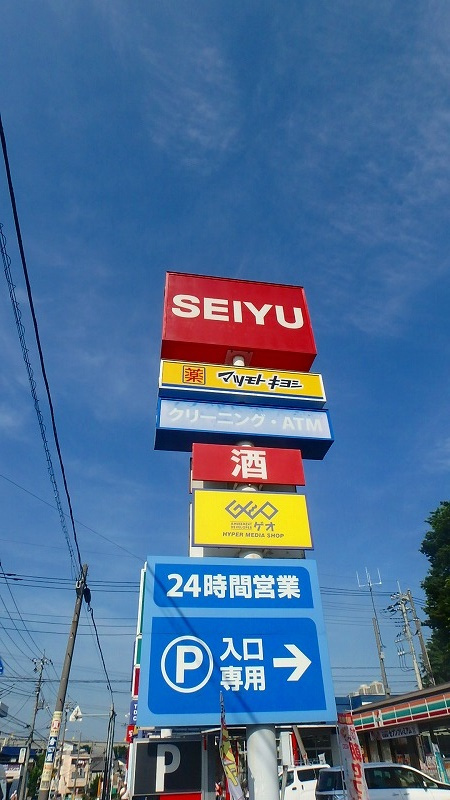 SEIYU
薬 マツモトキヨシ
クリーニング・ATM
酒
GEO
ゲオ
HYPER MEDIA SHOP
24時間営業
P 入口
専用
P